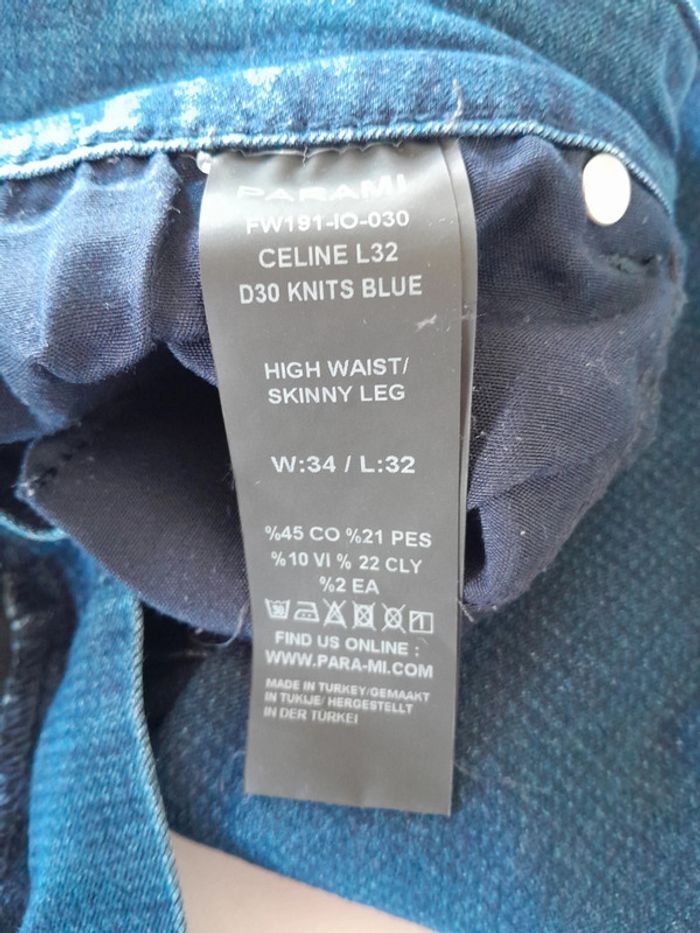 PARAMI
FW191-IO-030
CELINE L32
D30 KNITS BLUE
HIGH WAIST/
SKINNY LEG
W:34 / L:32
%45 CO %21 PES
%10 VI % 22 CLY
%2 EA
30
FIND US ONLINE :
WWW.PARA-MI.COM
MADE IN TURKEY/GEMAAKT
IN TUKIJE/ HERGESTELLT
IN DER TURKEI